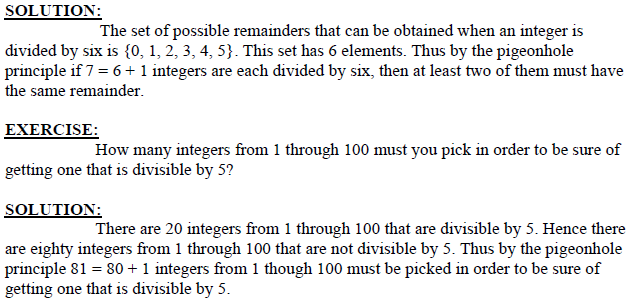 SOLUTION:
The set of possible remainders that can be obtained when an integer is
divided by six is {0, 1, 2, 3, 4, 5}. This set has 6 elements. Thus by the pigeonhole
principle if 7 = 6 + 1 integers are each divided by six, then at least two of them must have
the same remainder.
EXERCISE:
How many integers from 1 through 100 must you pick in order to be sure of
getting one that is divisible by 5?
SOLUTION:
There are 20 integers from 1 through 100 that are divisible by 5. Hence there
are eighty integers from 1 through 100 that are not divisible by 5. Thus by the pigeonhole
principle 81 = 80 + 1 integers from 1 though 100 must be picked in order to be sure of
getting one that is divisible by 5.